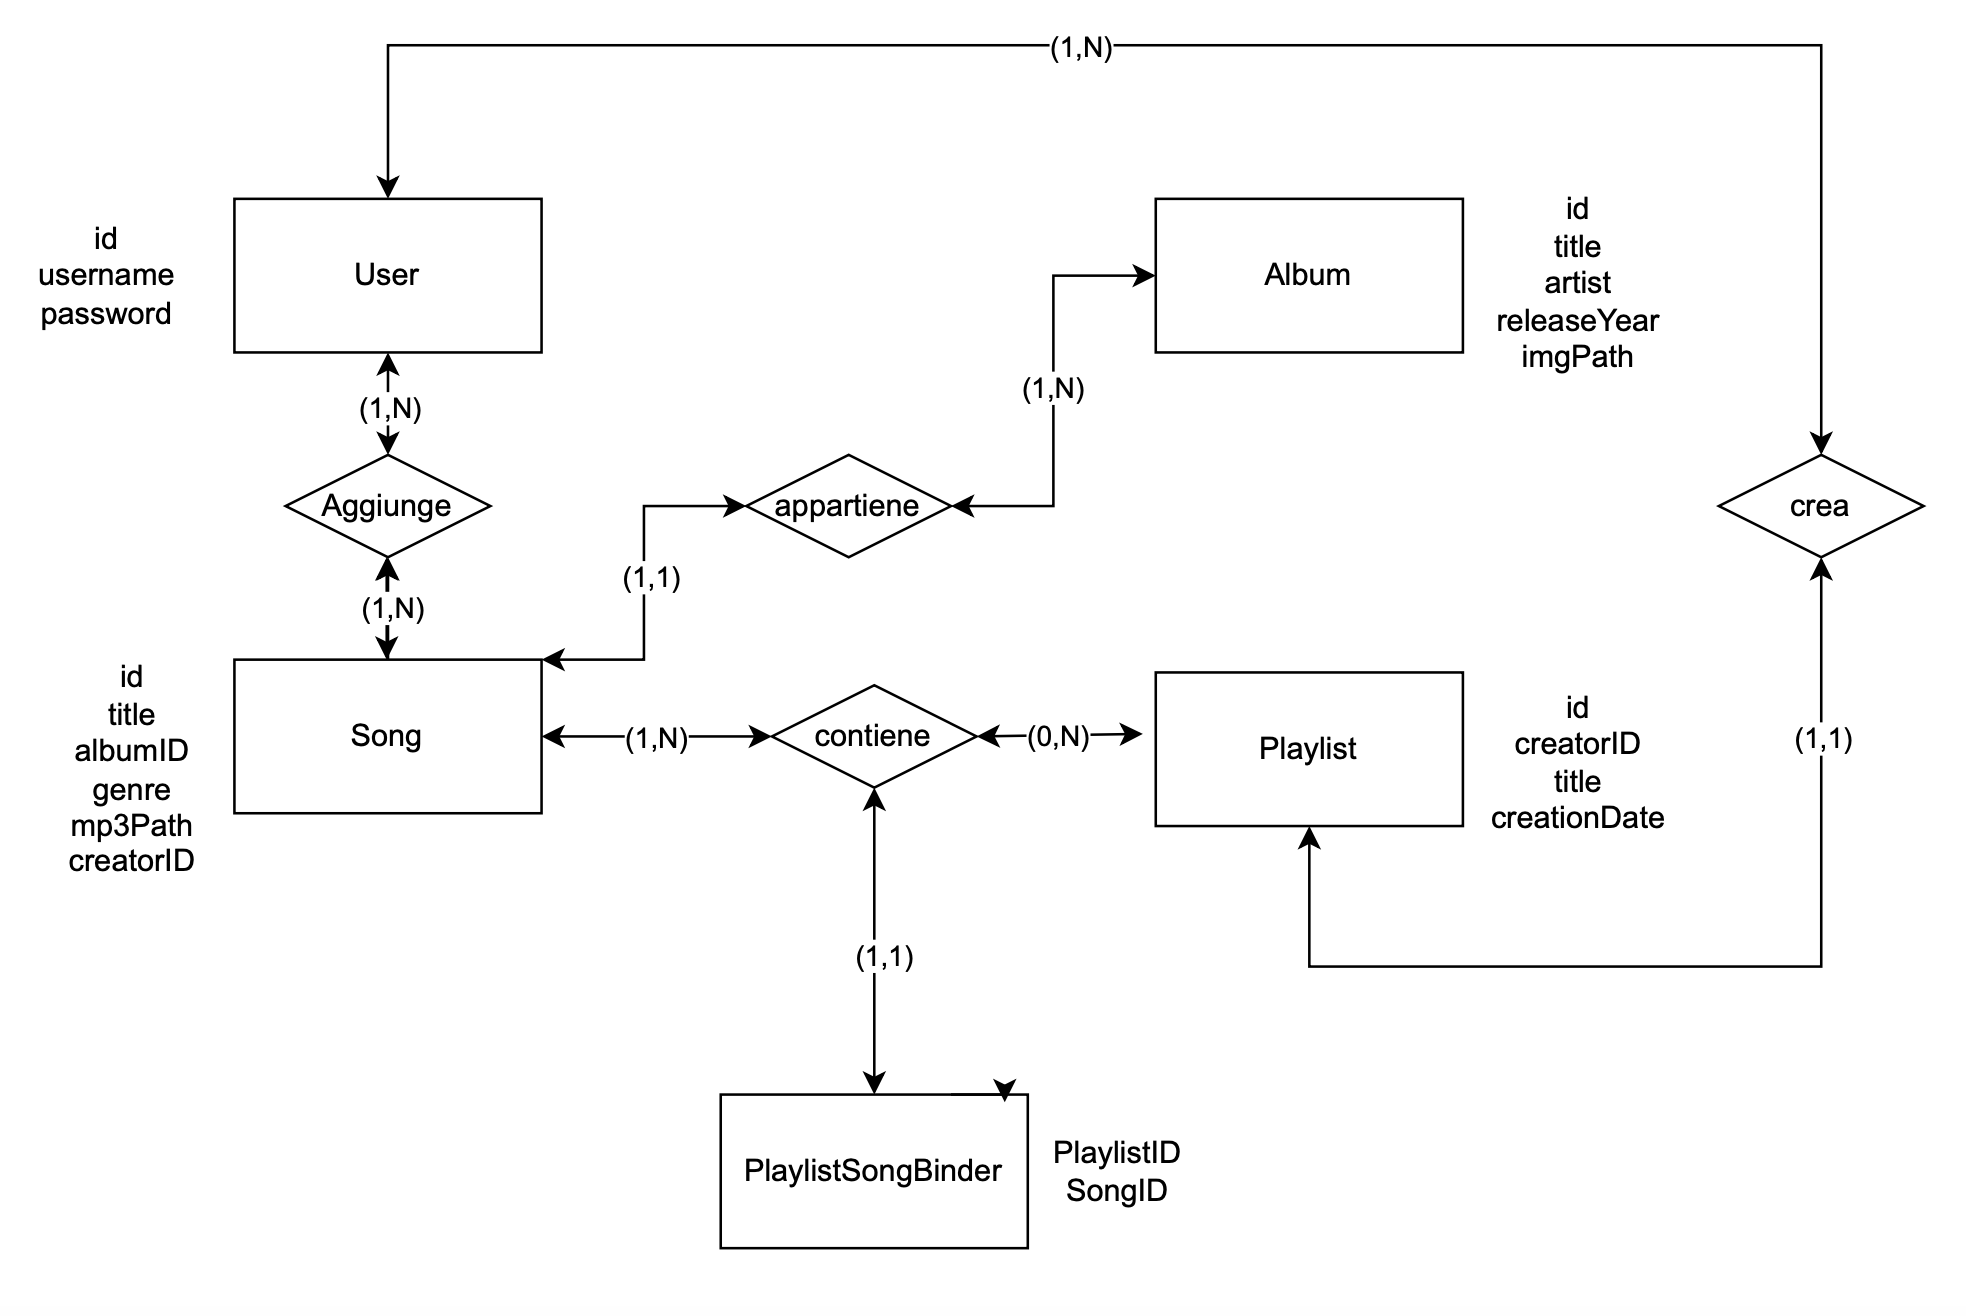 (1,N)
id
username
password
User
Album
id
title
artist
releaseYear
imgPath
(1,N)
(1,N)
Aggiunge
appartiene
crea
(1,1)
(1,N)
id
title
albumID
genre
mp3Path
creatorID
Song
(1,N)
contiene
(0,N)
Playlist
id
creatorID
title
creationDate
(1,1)
(1,1)
PlaylistSongBinder
PlaylistID
SongID